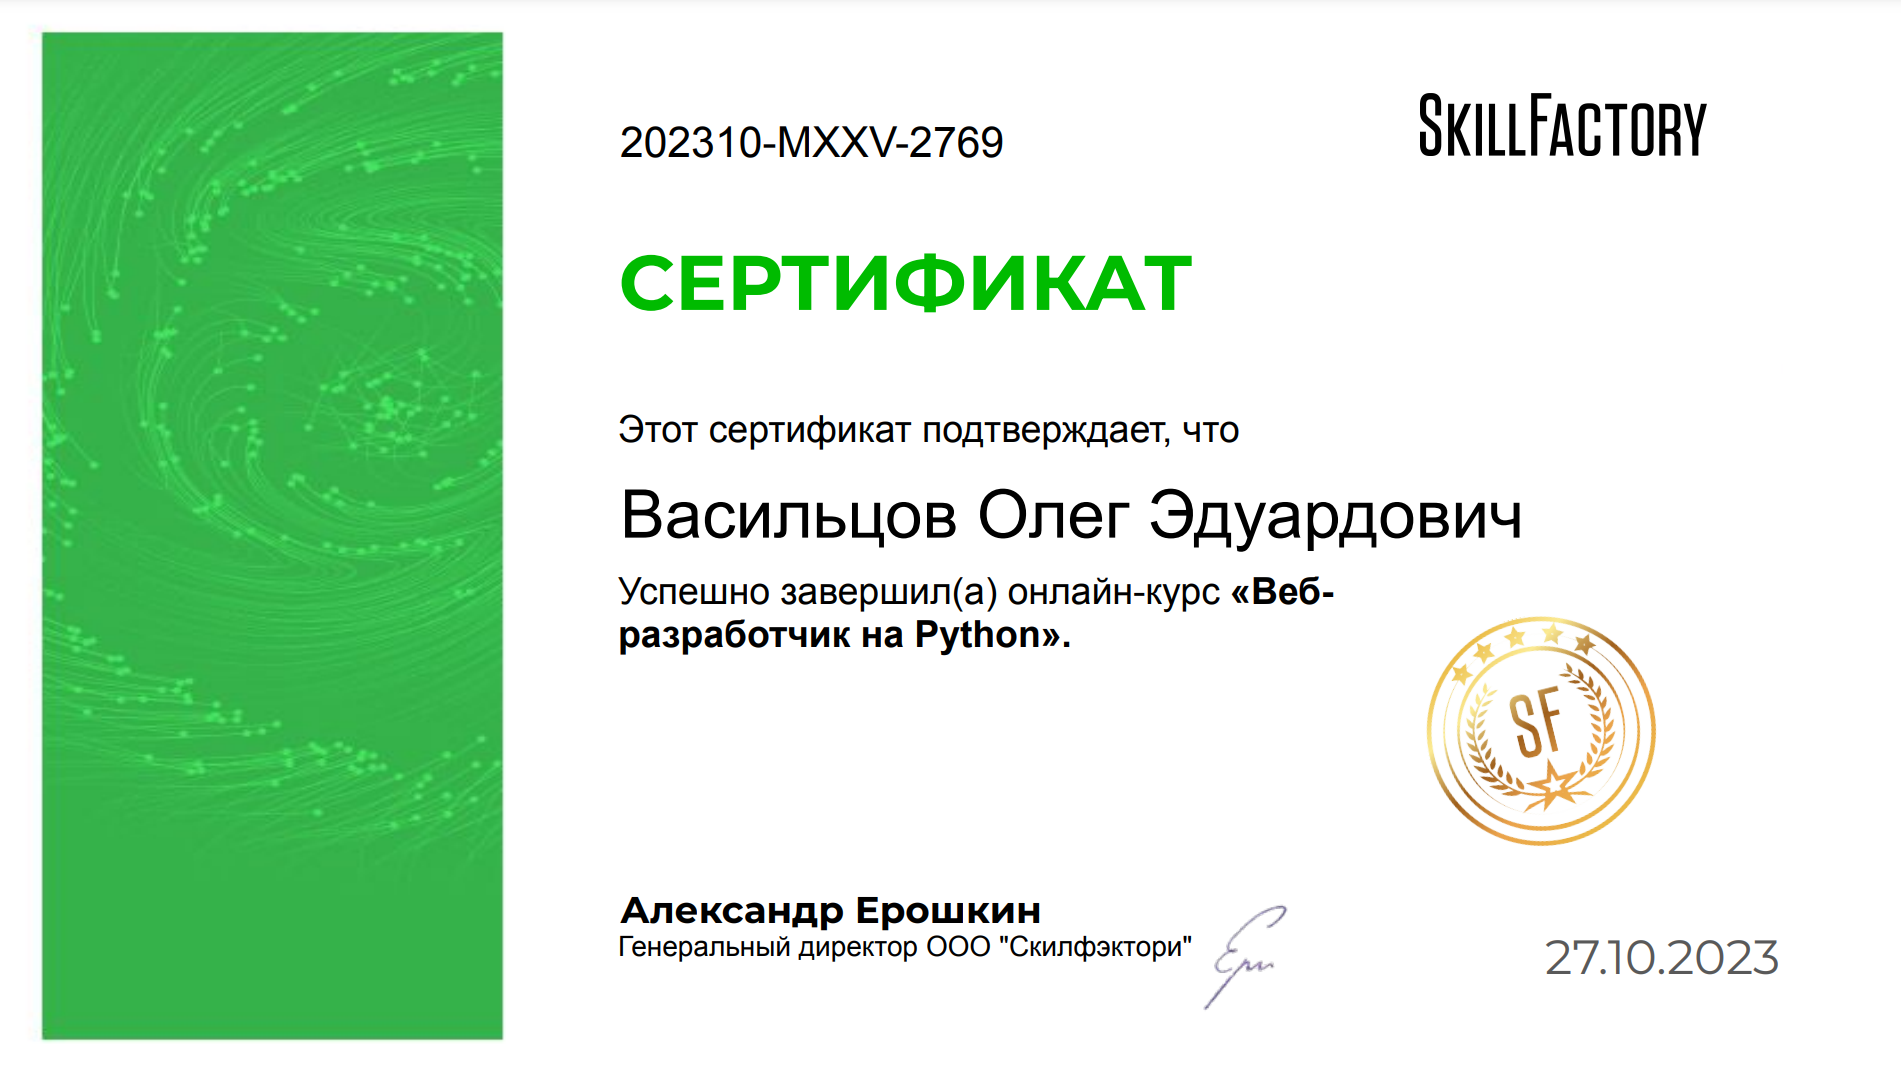 202310-MXXV-2769
SKILLFACTORY
СЕРТИФИКАТ
Этот сертификат подтверждает, что
Васильцов Олег Эдуардович
Успешно завершил(а) онлайн-курс «Веб-
разработчик на Python».
SF
Александр Ерошкин
Генеральный директор ООО "Скилфэктори"
27.10.2023